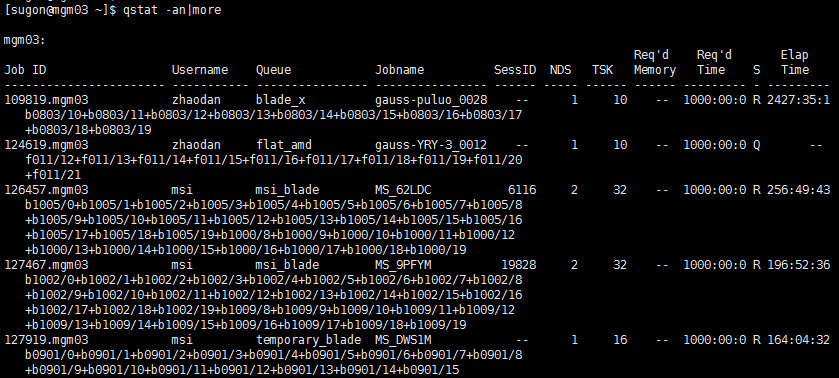 [sugon@mgm03 ~]$ qstat -an|more
mgm03:
Req'd Req'd Elap
Job ID Username Queue Jobname SessID NDS TSK Memory Time S Time
----------------------- ----------- -------- ---------------- ------ ----- ------ ------ --------- - ---------
109819.mgm03 zhaodan blade_x gauss-puluo_0028 -- 1 10 -- 1000:00:0 R 2427:35:1
b0803/10+b0803/11+b0803/12+b0803/13+b0803/14+b0803/15+b0803/16+b0803/17
+b0803/18+b0803/19
124619.mgm03 zhaodan flat_amd gauss-YRY-3_0012 -- 1 10 -- 1000:00:0 Q --
f011/12+f011/13+f011/14+f011/15+f011/16+f011/17+f011/18+f011/19+f011/20
+f011/21
126457.mgm03 msi msi_blade MS_62LDC 6116 2 32 -- 1000:00:0 R 256:49:43
b1005/0+b1005/1+b1005/2+b1005/3+b1005/4+b1005/5+b1005/6+b1005/7+b1005/8
+b1005/9+b1005/10+b1005/11+b1005/12+b1005/13+b1005/14+b1005/15+b1005/16
+b1005/17+b1005/18+b1005/19+b1000/8+b1000/9+b1000/10+b1000/11+b1000/12
+b1000/13+b1000/14+b1000/15+b1000/16+b1000/17+b1000/18+b1000/19
127467.mgm03 msi msi_blade MS_9PFYM 19828 2 32 -- 1000:00:0 R 196:52:36
b1002/0+b1002/1+b1002/2+b1002/3+b1002/4+b1002/5+b1002/6+b1002/7+b1002/8
+b1002/9+b1002/10+b1002/11+b1002/12+b1002/13+b1002/14+b1002/15+b1002/16
+b1002/17+b1002/18+b1002/19+b1009/8+b1009/9+b1009/10+b1009/11+b1009/12
+b1009/13+b1009/14+b1009/15+b1009/16+b1009/17+b1009/18+b1009/19
127919.mgm03 msi temporary_blade MS_DWS1M -- 1 16 -- 1000:00:0 R 164:04:32
b0901/0+b0901/1+b0901/2+b0901/3+b0901/4+b0901/5+b0901/6+b0901/7+b0901/8
+b0901/9+b0901/10+b0901/11+b0901/12+b0901/13+b0901/14+b0901/15